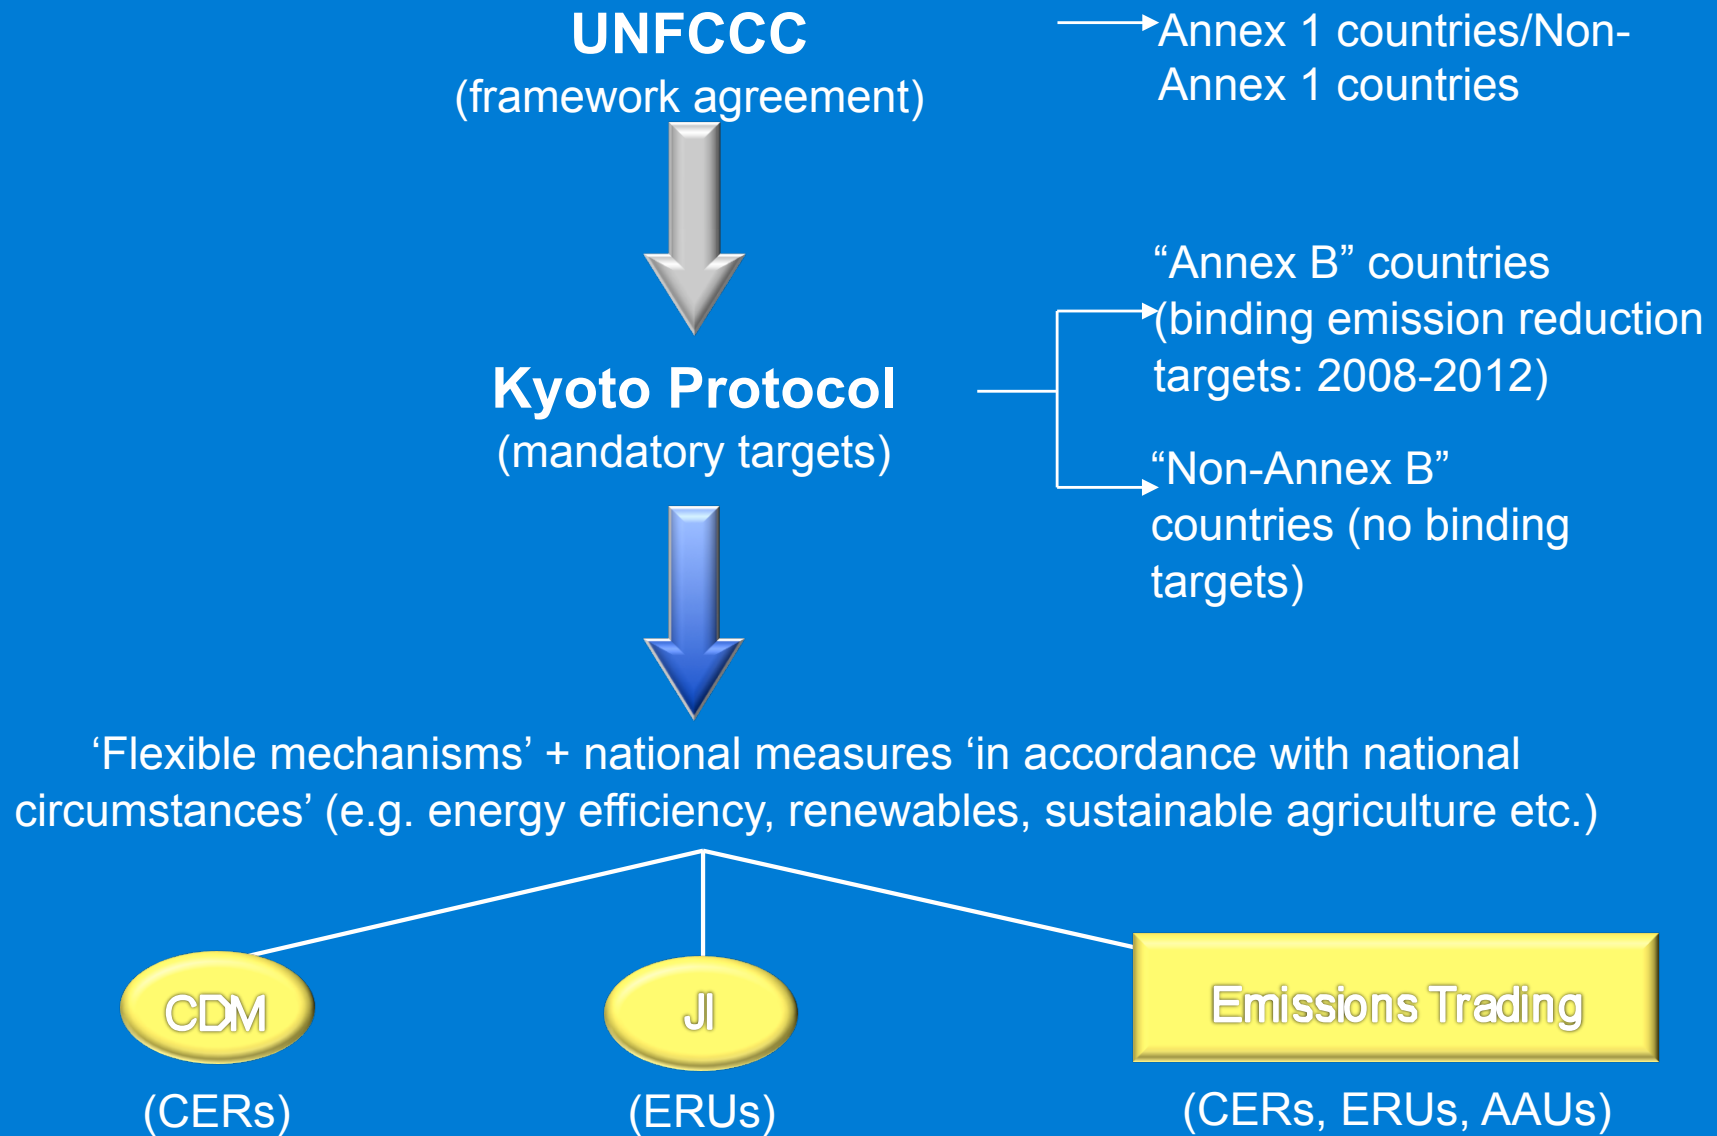 UNFCCC
(framework agreement)
Annex 1 countries/Non-
Annex 1 countries
“Annex B” countries
(binding emission reduction
targets: 2008-2012)
Kyoto Protocol
(mandatory targets)
“Non-Annex B”
countries (no binding
targets)
‘Flexible mechanisms’ + national measures ‘in accordance with national
circumstances’ (e.g. energy efficiency, renewables, sustainable agriculture etc.)
CDM
JI
Emissions Trading
(CERs)
(ERUs)
(CERs, ERUs, AAUs)